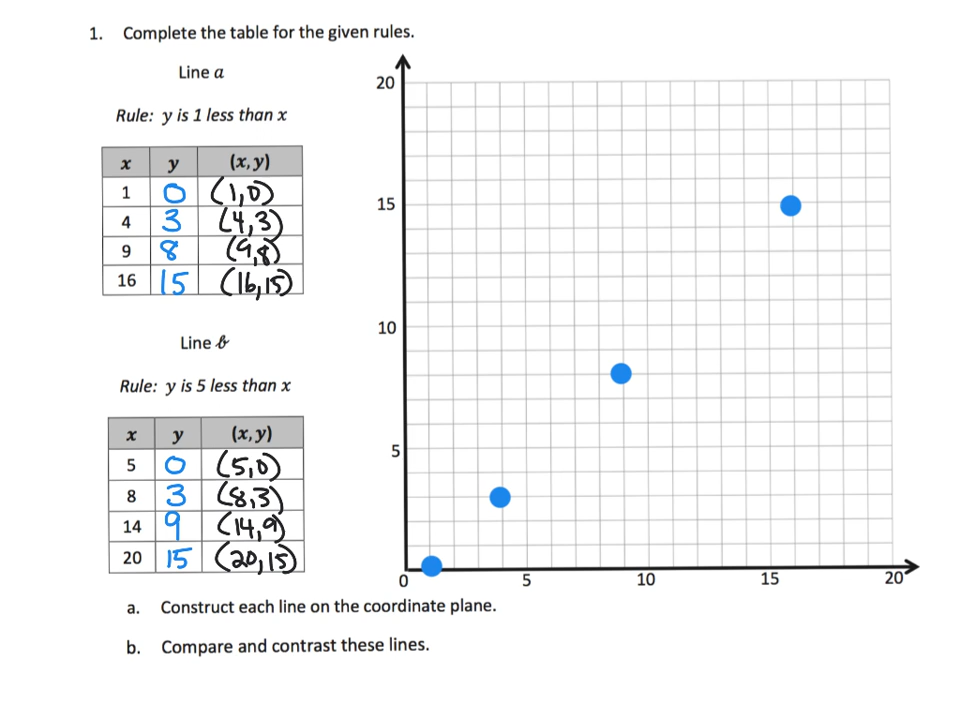 1. Complete the table for the given rules.
Line a
Rule: y is 1 less than x
x y (x, y)
1 0 (1,0)
4 3 (4,3)
9 8 (9,8)
16 15 (16,15)
Line b
Rule: y is 5 less than x
x y (x, y)
5 0 (5,0)
8 3 (8,3)
14 9 (14,9)
20 15 (20,15)
20
15
10
5
0 5 10 15 20
a. Construct each line on the coordinate plane.
b. Compare and contrast these lines.